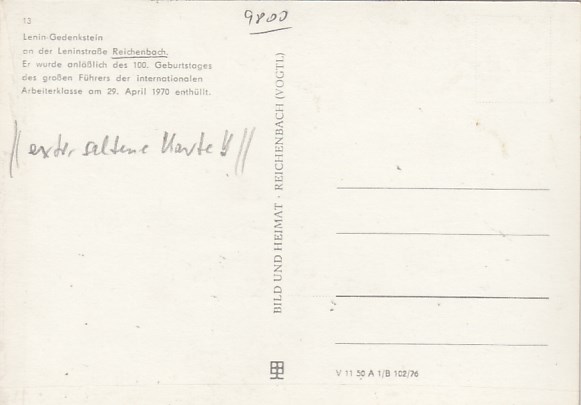 9800
13
Lenin-Gedenkstein
an der Leninstraße Reichenbach.
Er wurde anläßlich des 100. Geburtstages
des großen Führers der internationalen
Arbeiterklasse am 29. April 1970 enthüllt.
extr. seltene Karte !!
BILD UND HEIMAT · REICHENBACH (VOGTL)
V 11 50 A 1/B 102/76